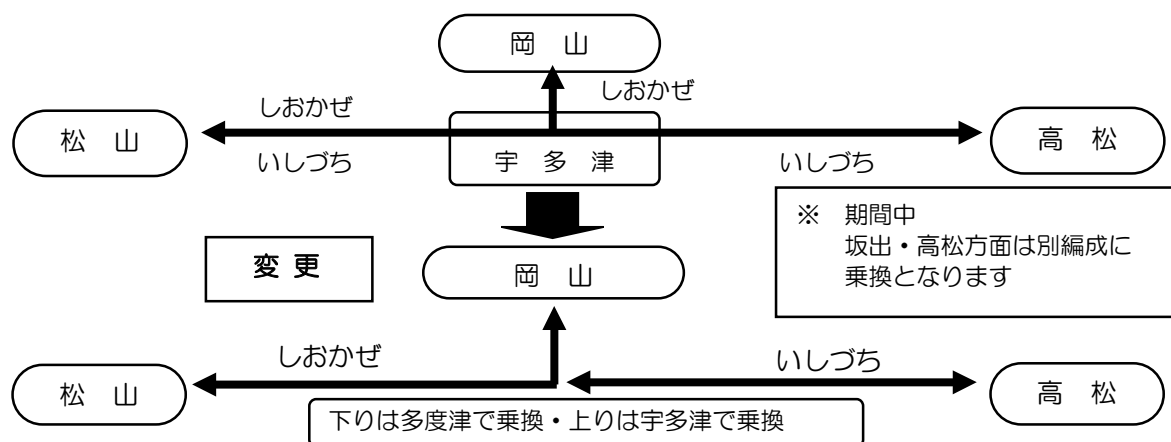 岡　山
しおかぜ
しおかぜ
松　山
高　松
いしづち
宇　多　津
いしづち
※　期間中
坂出・高松方面は別編成に
乗換となります
変　更
岡　山
しおかぜ
いしづち
松　山
高　松
下りは多度津で乗換・上りは宇多津で乗換